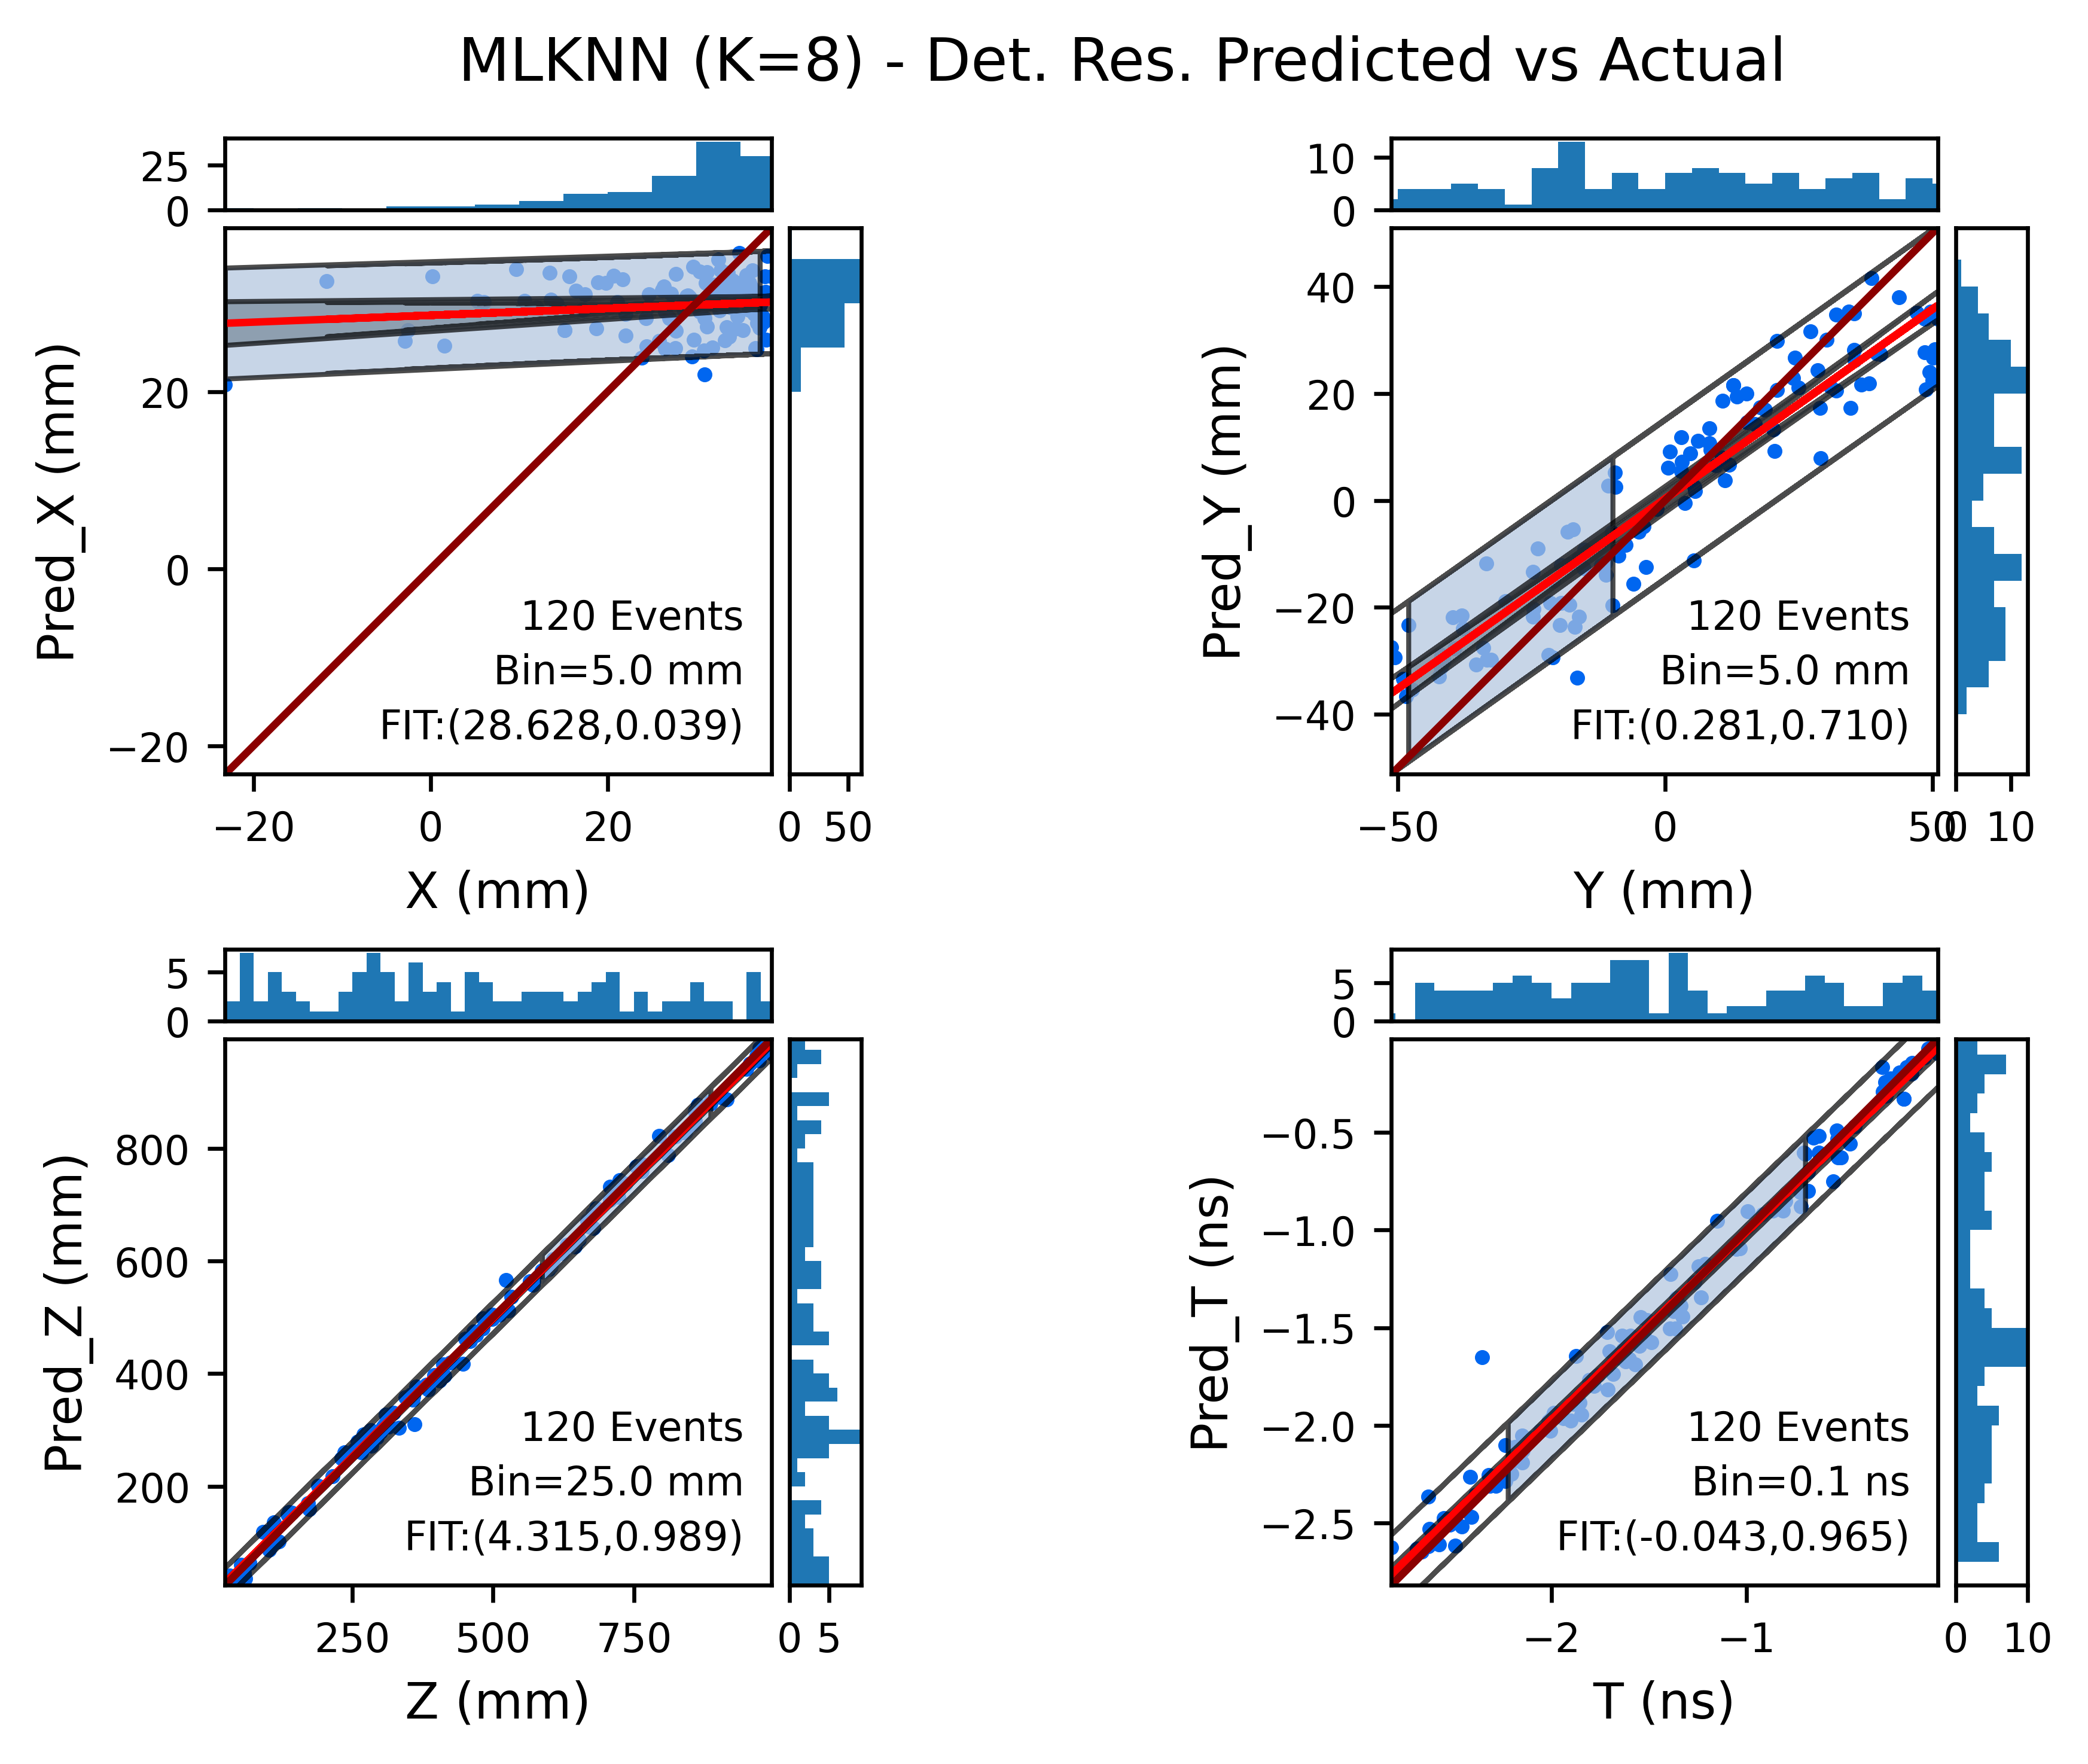 MLKNN (K=8) - Det. Res. Predicted vs Actual
25
0
20
0
−20
Pred_X (mm)
120 Events
Bin=5.0 mm
FIT:(28.628,0.039)
−20 0 20 0 50
X (mm)
10
0
40
20
0
−20
−40
Pred_Y (mm)
120 Events
Bin=5.0 mm
FIT:(0.281,0.710)
−50 0 50 0 10
Y (mm)
5
0
800
600
400
200
Pred_Z (mm)
120 Events
Bin=25.0 mm
FIT:(4.315,0.989)
250 500 750 0 5
Z (mm)
5
0
−0.5
−1.0
−1.5
−2.0
−2.5
Pred_T (ns)
120 Events
Bin=0.1 ns
FIT:(-0.043,0.965)
−2 −1 0 10
T (ns)